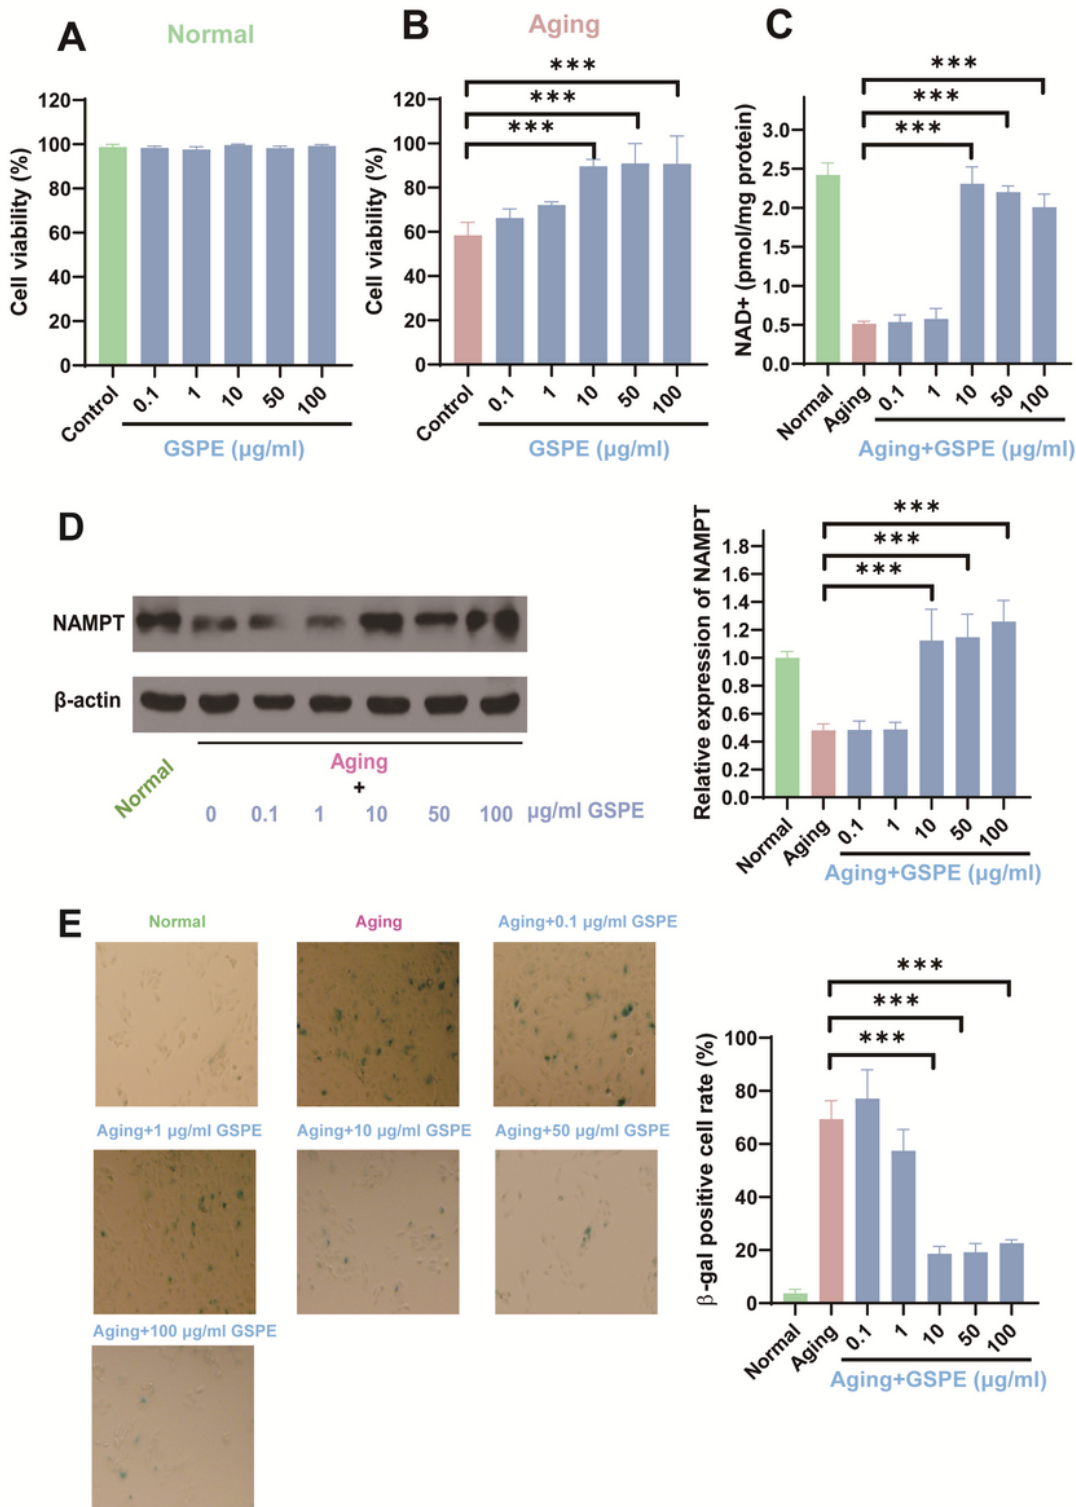 A
Normal
Cell viability (%)
120
100
80
60
40
20
0
Control
0.1
1
10
50
100
GSPE (µg/ml)
B
Aging
***
***
***
Cell viability (%)
120
100
80
60
40
20
0
Control
0.1
1
10
50
100
GSPE (µg/ml)
C
***
***
***
NAD+ (pmol/mg protein)
3.0
2.5
2.0
1.5
1.0
0.5
0.0
Normal
Aging
0.1
1
10
50
100
Aging+GSPE (µg/ml)
D
NAMPT
β-actin
Normal
Aging
+
0 0.1 1 10 50 100 µg/ml GSPE
***
***
***
Relative expression of NAMPT
1.8
1.6
1.4
1.2
1.0
0.8
0.6
0.4
0.2
0.0
Normal
Aging
0.1
1
10
50
100
Aging+GSPE (µg/ml)
E
Normal
Aging
Aging+0.1 µg/ml GSPE
Aging+1 µg/ml GSPE
Aging+10 µg/ml GSPE
Aging+50 µg/ml GSPE
Aging+100 µg/ml GSPE
***
***
***
β-gal positive cell rate (%)
100
80
60
40
20
0
Normal
Aging
0.1
1
10
50
100
Aging+GSPE (µg/ml)